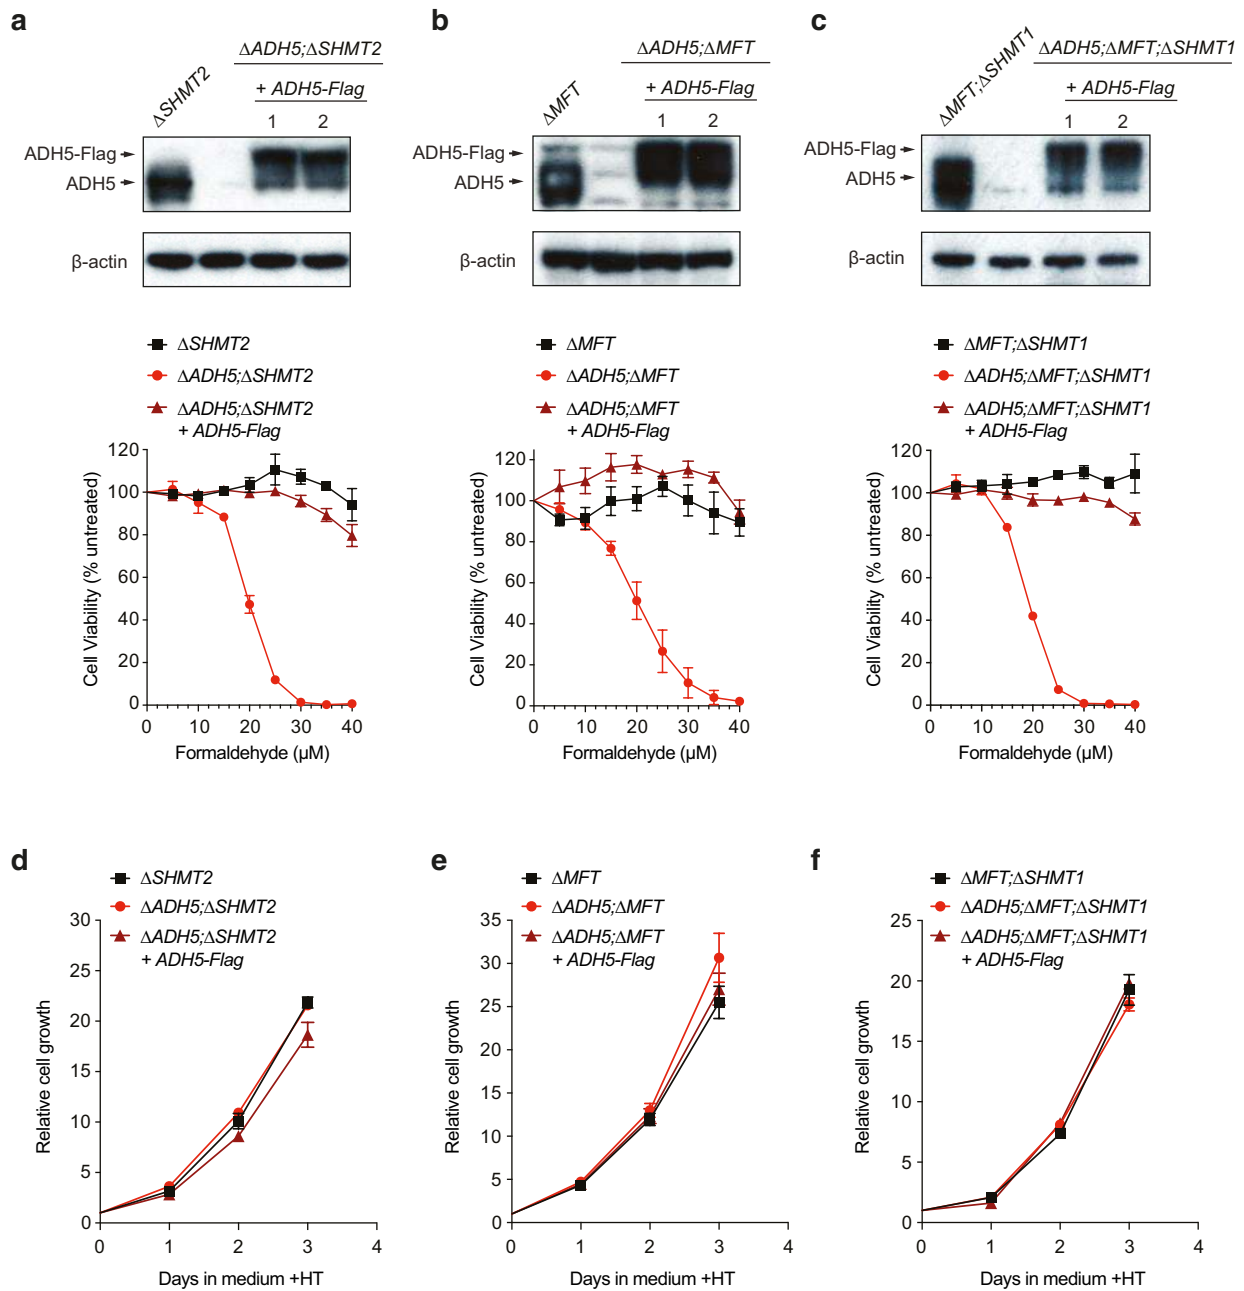 a
ΔSHMT2
ΔADH5;ΔSHMT2
+ ADH5-Flag
1 2
ADH5-Flag
ADH5
β-actin
ΔSHMT2
ΔADH5;ΔSHMT2
ΔADH5;ΔSHMT2
+ ADH5-Flag
Cell Viability (% untreated)
120
100
80
60
40
20
0
0 10 20 30 40
Formaldehyde (μM)
b
ΔMFT
ΔADH5;ΔMFT
+ ADH5-Flag
1 2
ADH5-Flag
ADH5
β-actin
ΔMFT
ΔADH5;ΔMFT
ΔADH5;ΔMFT
+ ADH5-Flag
Cell Viability (% untreated)
120
100
80
60
40
20
0
0 10 20 30 40
Formaldehyde (μM)
c
ΔMFT;ΔSHMT1
ΔADH5;ΔMFT;ΔSHMT1
+ ADH5-Flag
1 2
ADH5-Flag
ADH5
β-actin
ΔMFT;ΔSHMT1
ΔADH5;ΔMFT;ΔSHMT1
ΔADH5;ΔMFT;ΔSHMT1
+ ADH5-Flag
Cell Viability (% untreated)
120
100
80
60
40
20
0
0 10 20 30 40
Formaldehyde (μM)
d
ΔSHMT2
ΔADH5;ΔSHMT2
ΔADH5;ΔSHMT2
+ ADH5-Flag
Relative cell growth
30
25
20
15
10
5
0
0 1 2 3 4
Days in medium +HT
e
ΔMFT
ΔADH5;ΔMFT
ΔADH5;ΔMFT
+ ADH5-Flag
Relative cell growth
35
30
25
20
15
10
5
0
0 1 2 3 4
Days in medium +HT
f
ΔMFT;ΔSHMT1
ΔADH5;ΔMFT;ΔSHMT1
ΔADH5;ΔMFT;ΔSHMT1
+ ADH5-Flag
Relative cell growth
25
20
15
10
5
0
0 1 2 3 4
Days in medium +HT